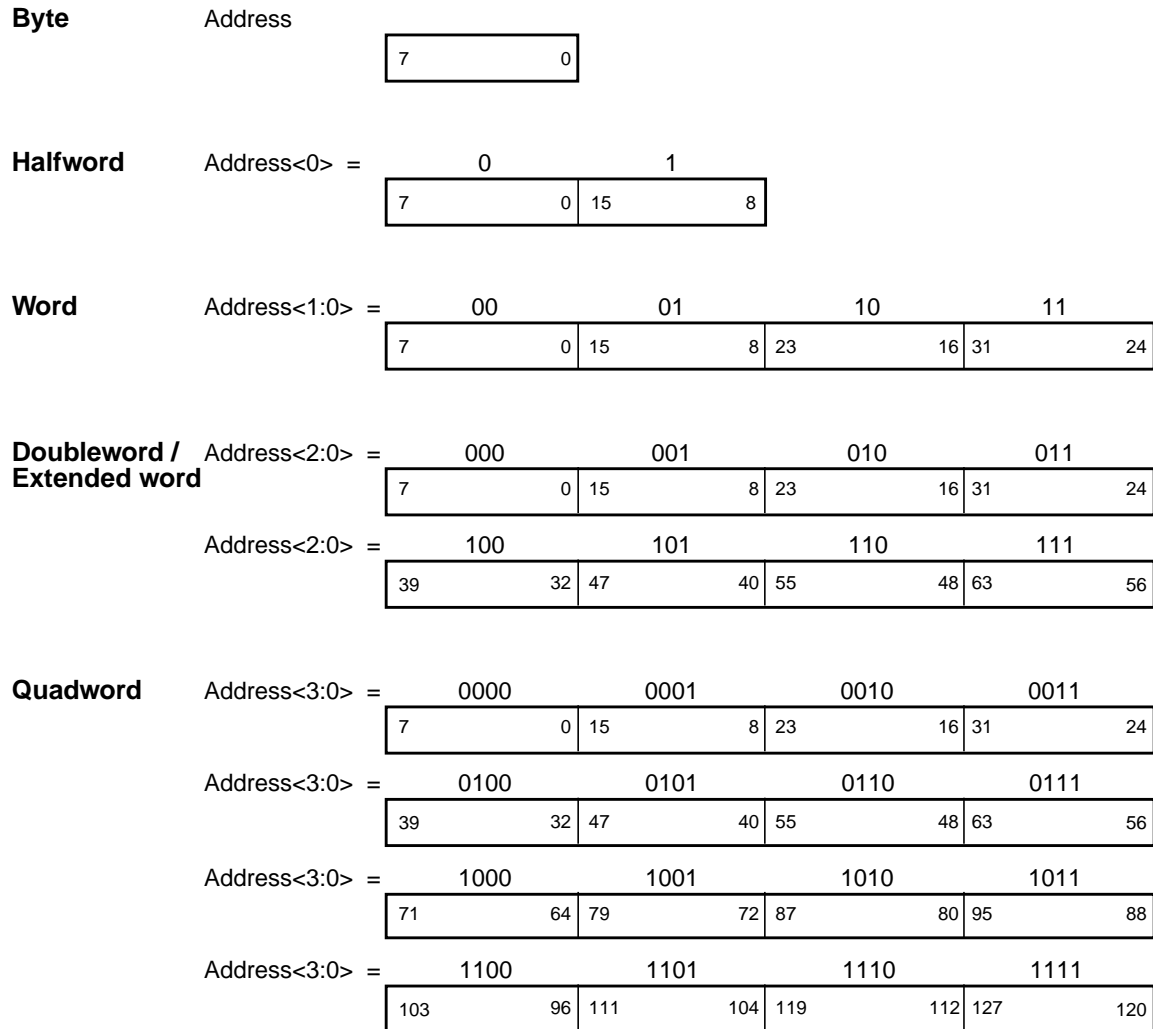 Byte Address
7 0
Halfword Address<0> = 0 1
7 0 15 8
Word Address<1:0> = 00 01 10 11
7 0 15 8 23 16 31 24
Doubleword / Address<2:0> = 000 001 010 011
Extended word
7 0 15 8 23 16 31 24
Address<2:0> = 100 101 110 111
39 32 47 40 55 48 63 56
Quadword Address<3:0> = 0000 0001 0010 0011
7 0 15 8 23 16 31 24
Address<3:0> = 0100 0101 0110 0111
39 32 47 40 55 48 63 56
Address<3:0> = 1000 1001 1010 1011
71 64 79 72 87 80 95 88
Address<3:0> = 1100 1101 1110 1111
103 96 111 104 119 112 127 120